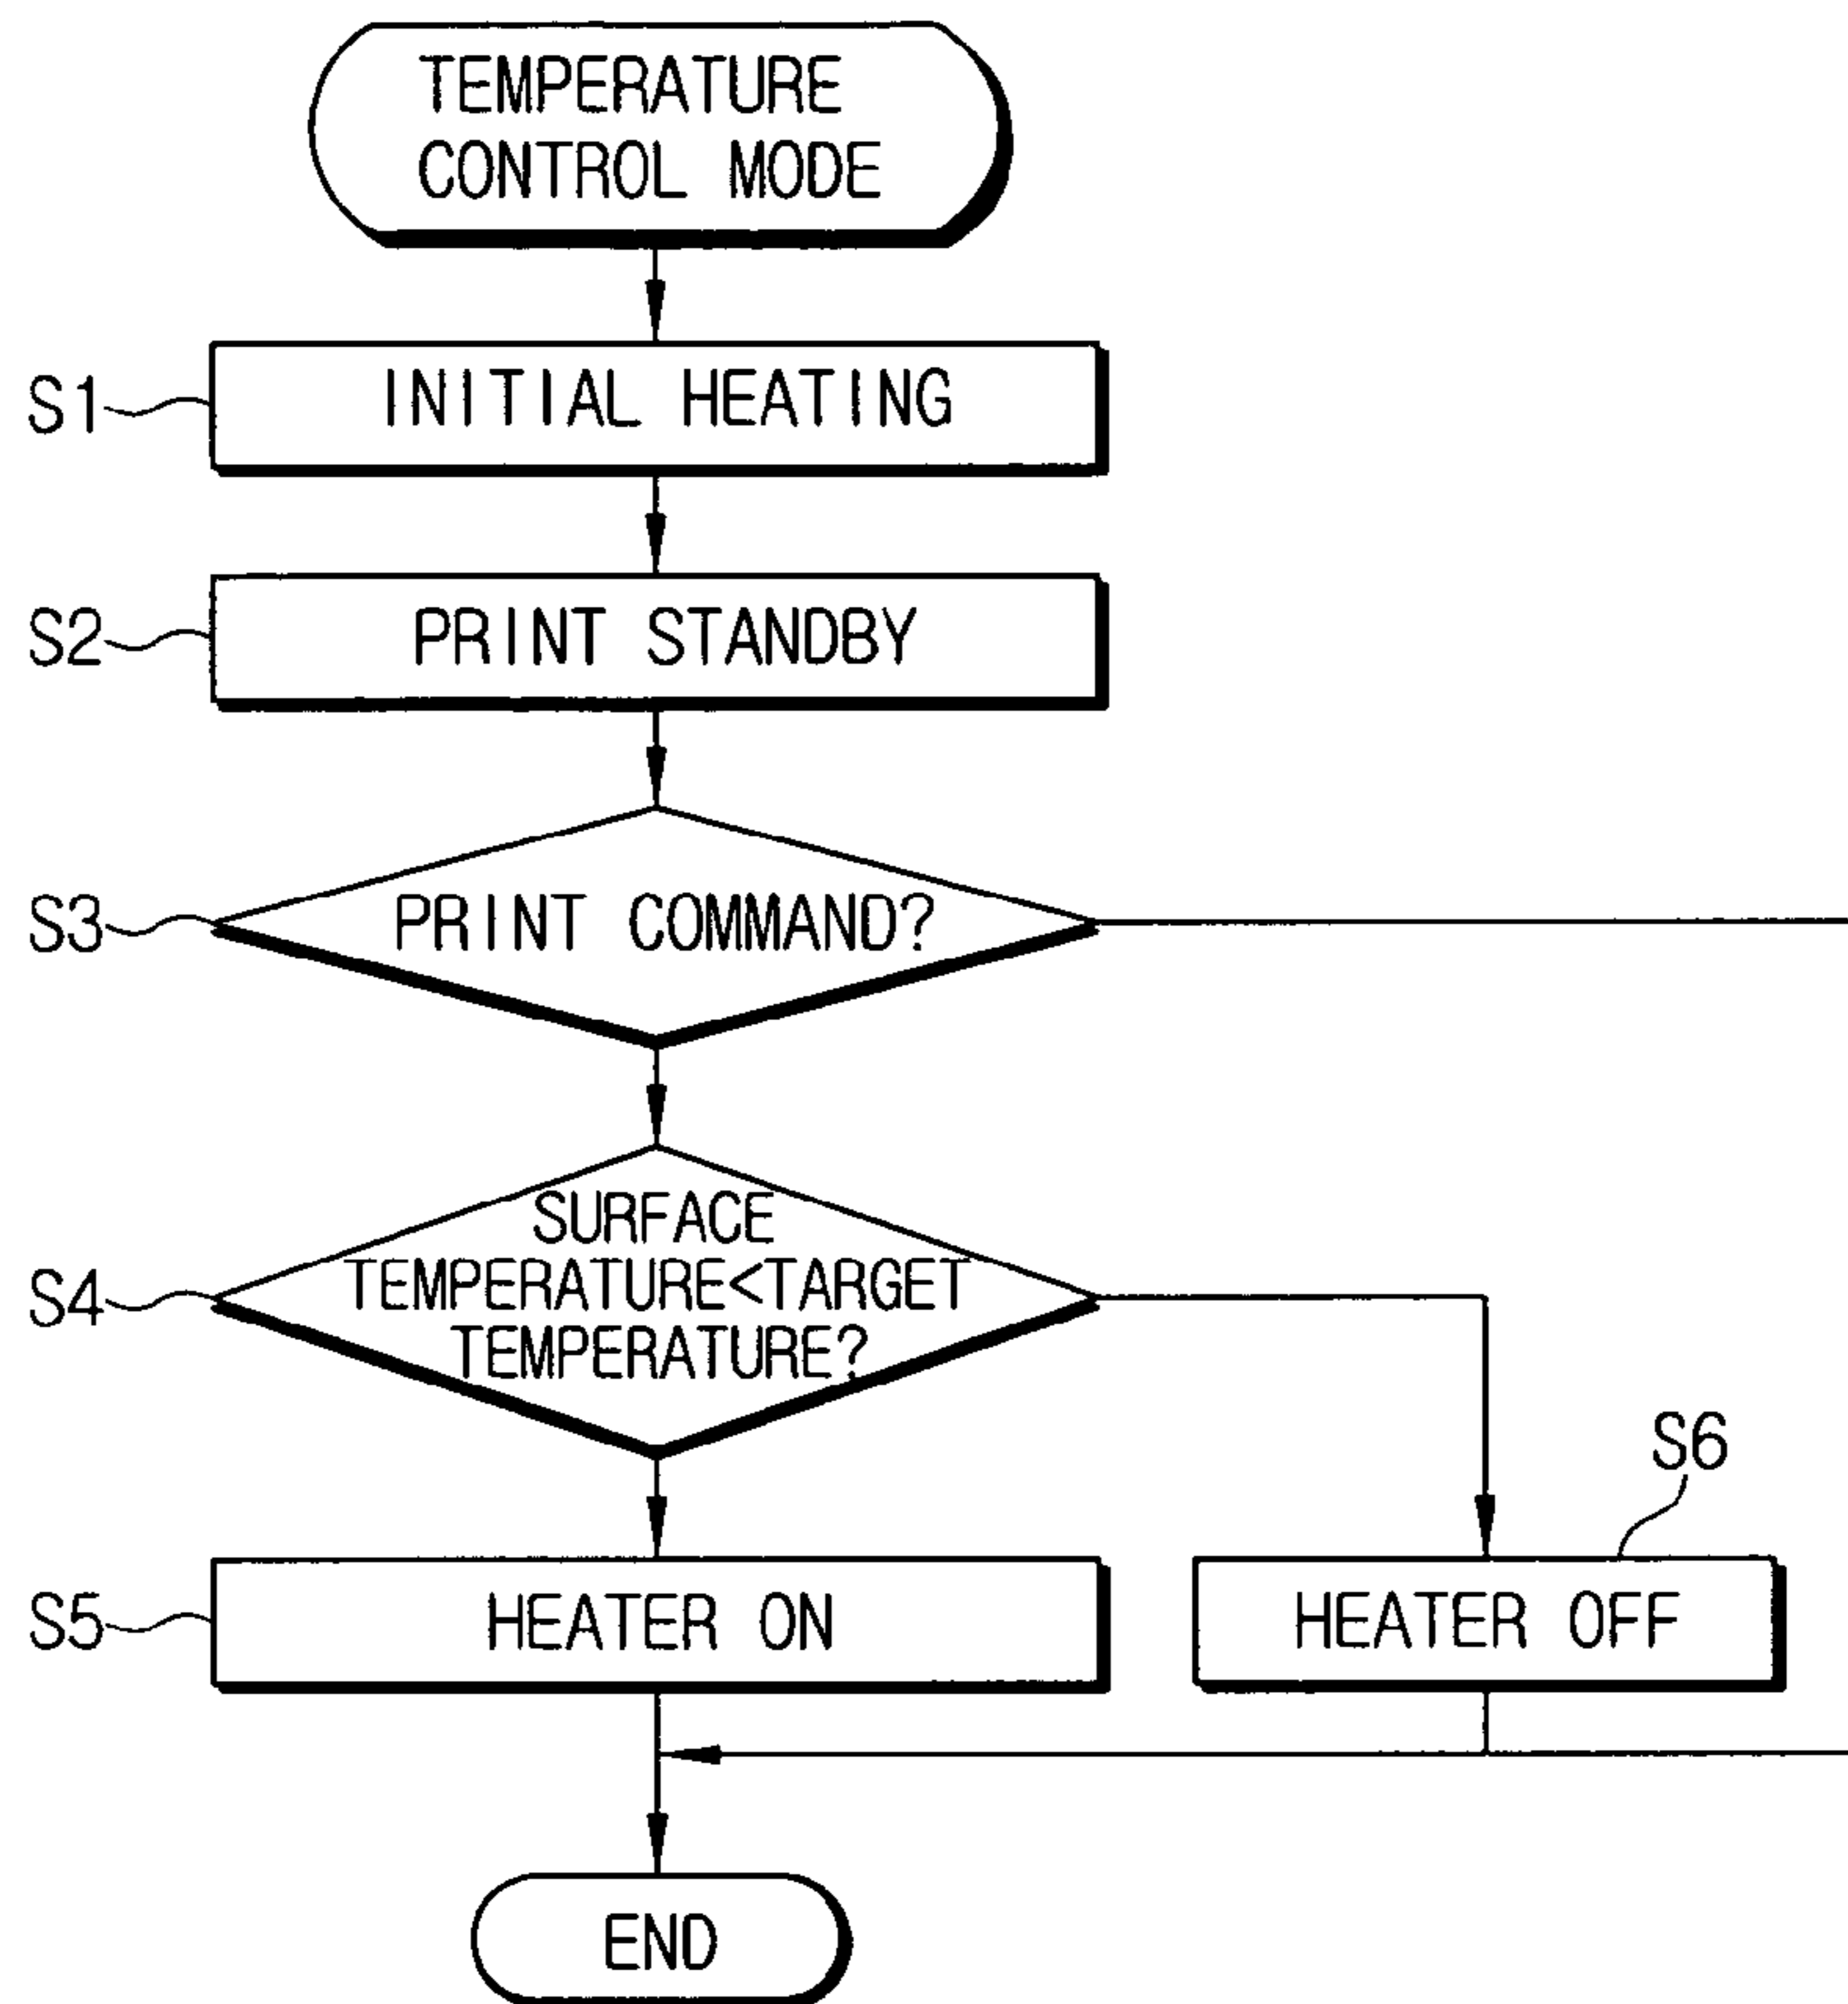 TEMPERATURE
CONTROL MODE
S1
INITIAL HEATING
S2
PRINT STANDBY
S3
PRINT COMMAND?
S4
SURFACE
TEMPERATURE<TARGET
TEMPERATURE?
S5
HEATER ON
S6
HEATER OFF
END